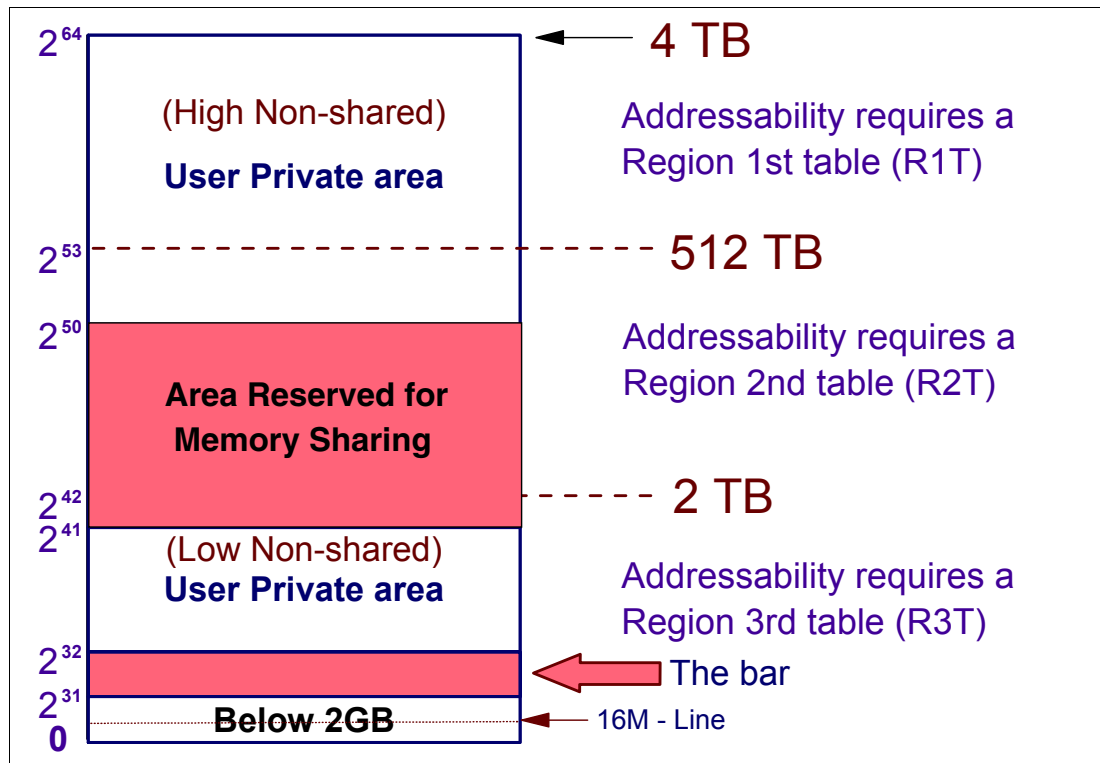 2^64
4 TB
(High Non-shared)
User Private area
Addressability requires a
Region 1st table (R1T)
2^53
512 TB
2^50
Addressability requires a
Region 2nd table (R2T)
Area Reserved for
Memory Sharing
2^42
2 TB
2^41
(Low Non-shared)
User Private area
Addressability requires a
Region 3rd table (R3T)
2^32
The bar
2^31
Below 2GB
16M - Line
0